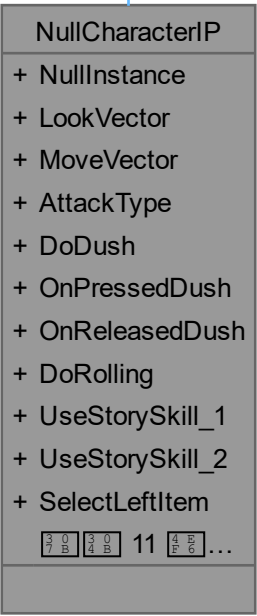 NullCharacterIP
+ NullInstance
+ LookVector
+ MoveVector
+ AttackType
+ DoDush
+ OnPressedDush
+ OnReleasedDush
+ DoRolling
+ UseStorySkill_1
+ UseStorySkill_2
+ SelectLeftItem
11 ...